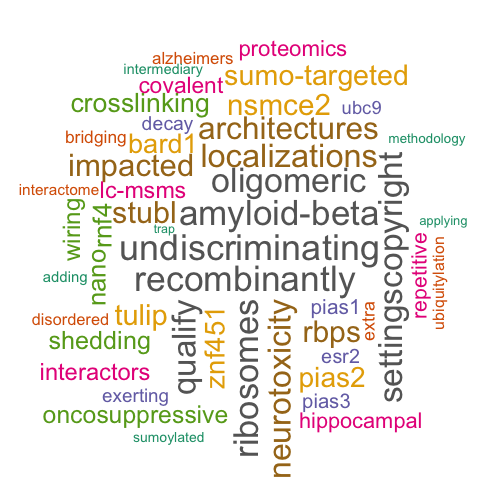 proteomics
alzheimers
intermediary
sumo-targeted
covalent
crosslinking
nsmce2
ubc9
decay
architectures
bridging
bard1
methodology
impacted
localizations
oligomeric
interactome
lc-msms
stubl
amyloid-beta
settingscopyright
wiring
rnf4
nano
trap
applying
undiscriminating
repetitive
ubiquitylation
adding
recombinantly
disordered
tulip
qualify
znf451
ribosomes
neurotoxicity
pias1
rbps
extra
shedding
esr2
interactors
pias2
exerting
pias3
oncosuppressive
hippocampal
sumoylated